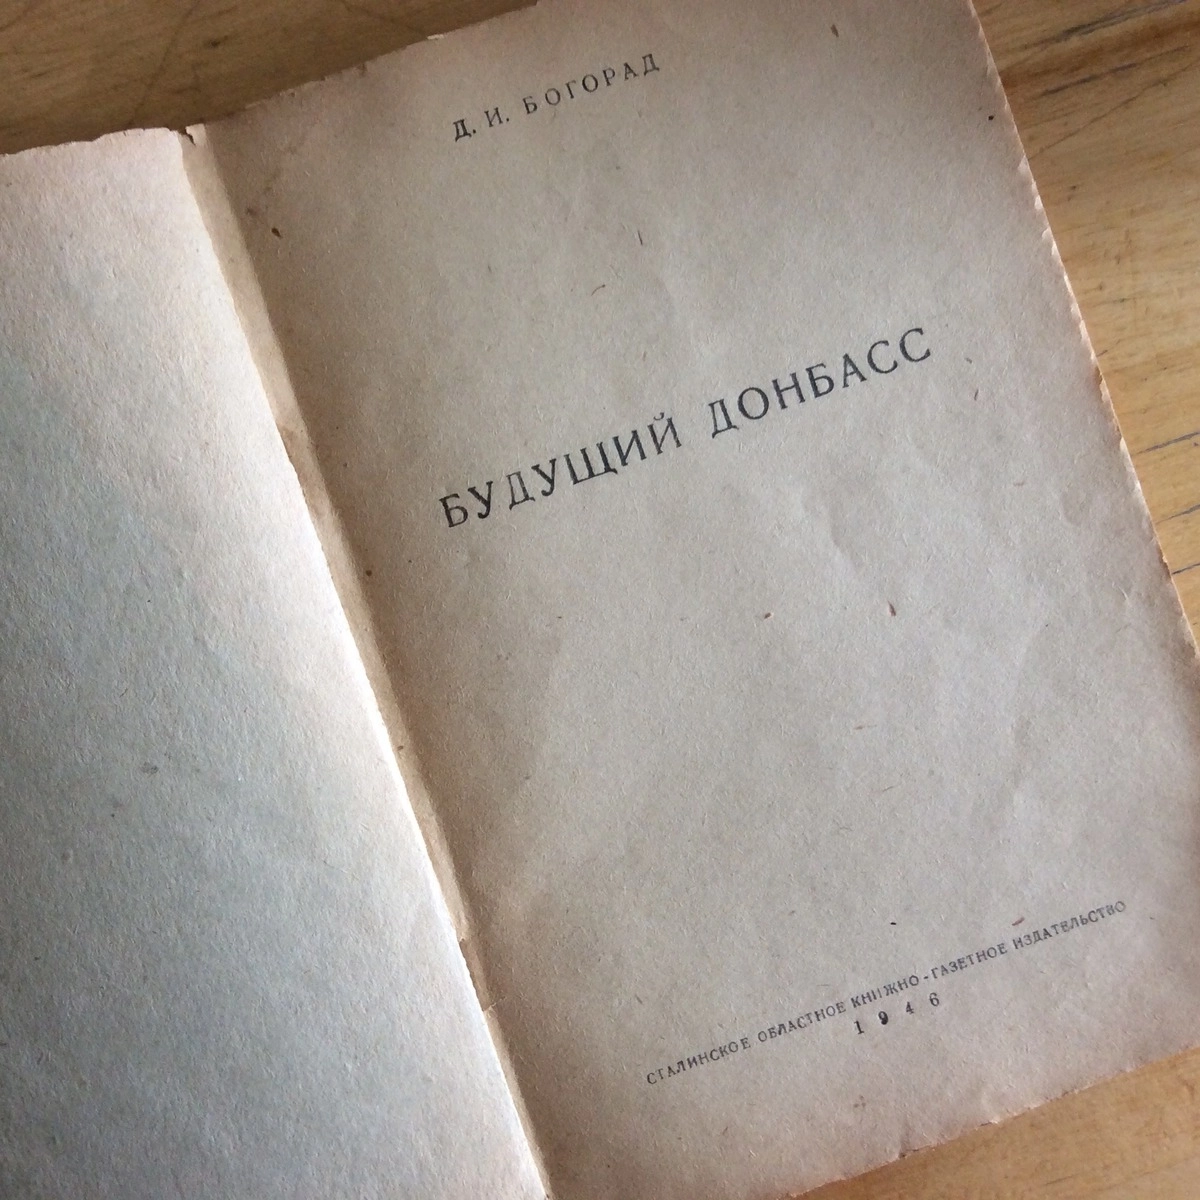 Д. И. БОГОРАД
БУДУЩИЙ ДОНБАСС
СТАЛИНСКОЕ ОБЛАСТНОЕ КНИЖНО-ГАЗЕТНОЕ ИЗДАТЕЛЬСТВО
1946